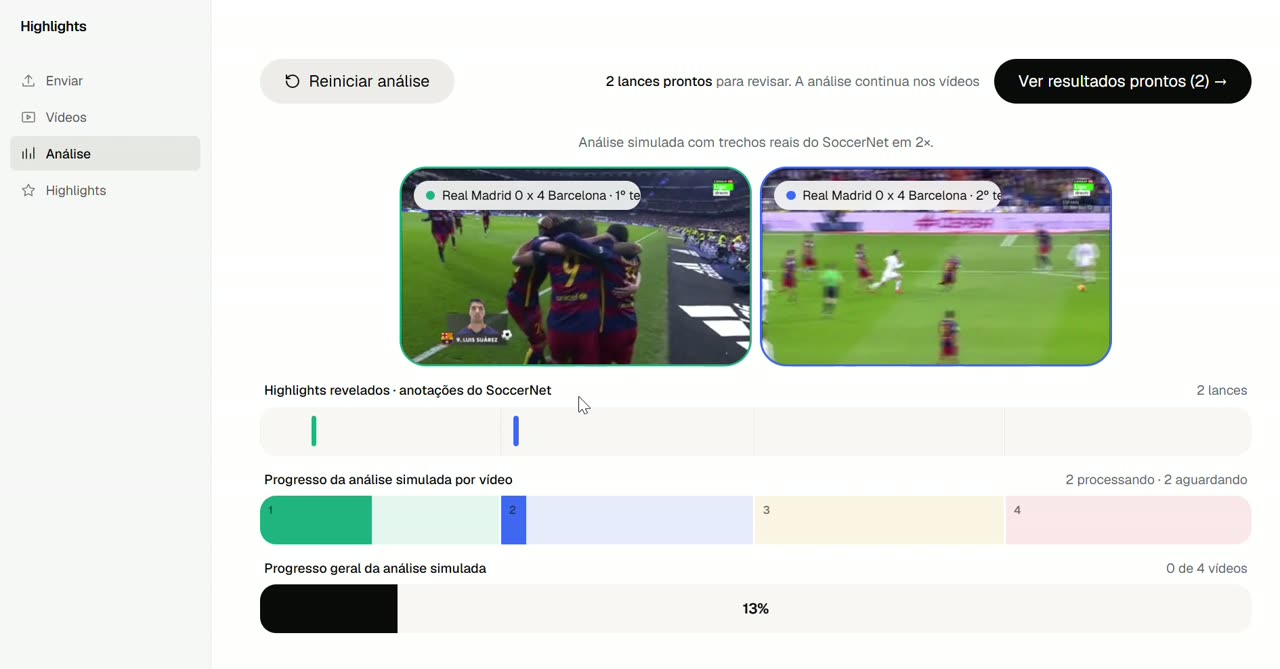 Highlights
Enviar
Vídeos
Análise
Highlights
Reiniciar análise
2 lances prontos para revisar. A análise continua nos vídeos
Ver resultados prontos (2) →
Análise simulada com trechos reais do SoccerNet em 2×.
Real Madrid 0 x 4 Barcelona · 1º te
Real Madrid 0 x 4 Barcelona · 2º te
9
unicef
9. LUIS SUÁREZ
Highlights revelados · anotações do SoccerNet
2 lances
Progresso da análise simulada por vídeo
2 processando · 2 aguardando
1
2
3
4
Progresso geral da análise simulada
0 de 4 vídeos
13%